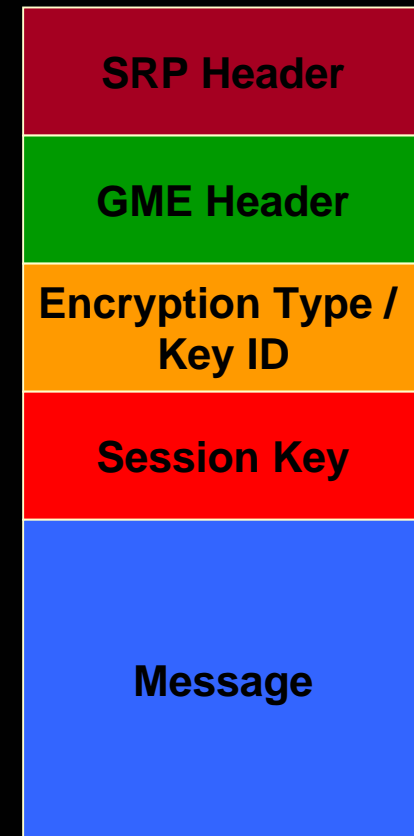 SRP Header
GME Header
Encryption Type /
Key ID
Session Key
Message